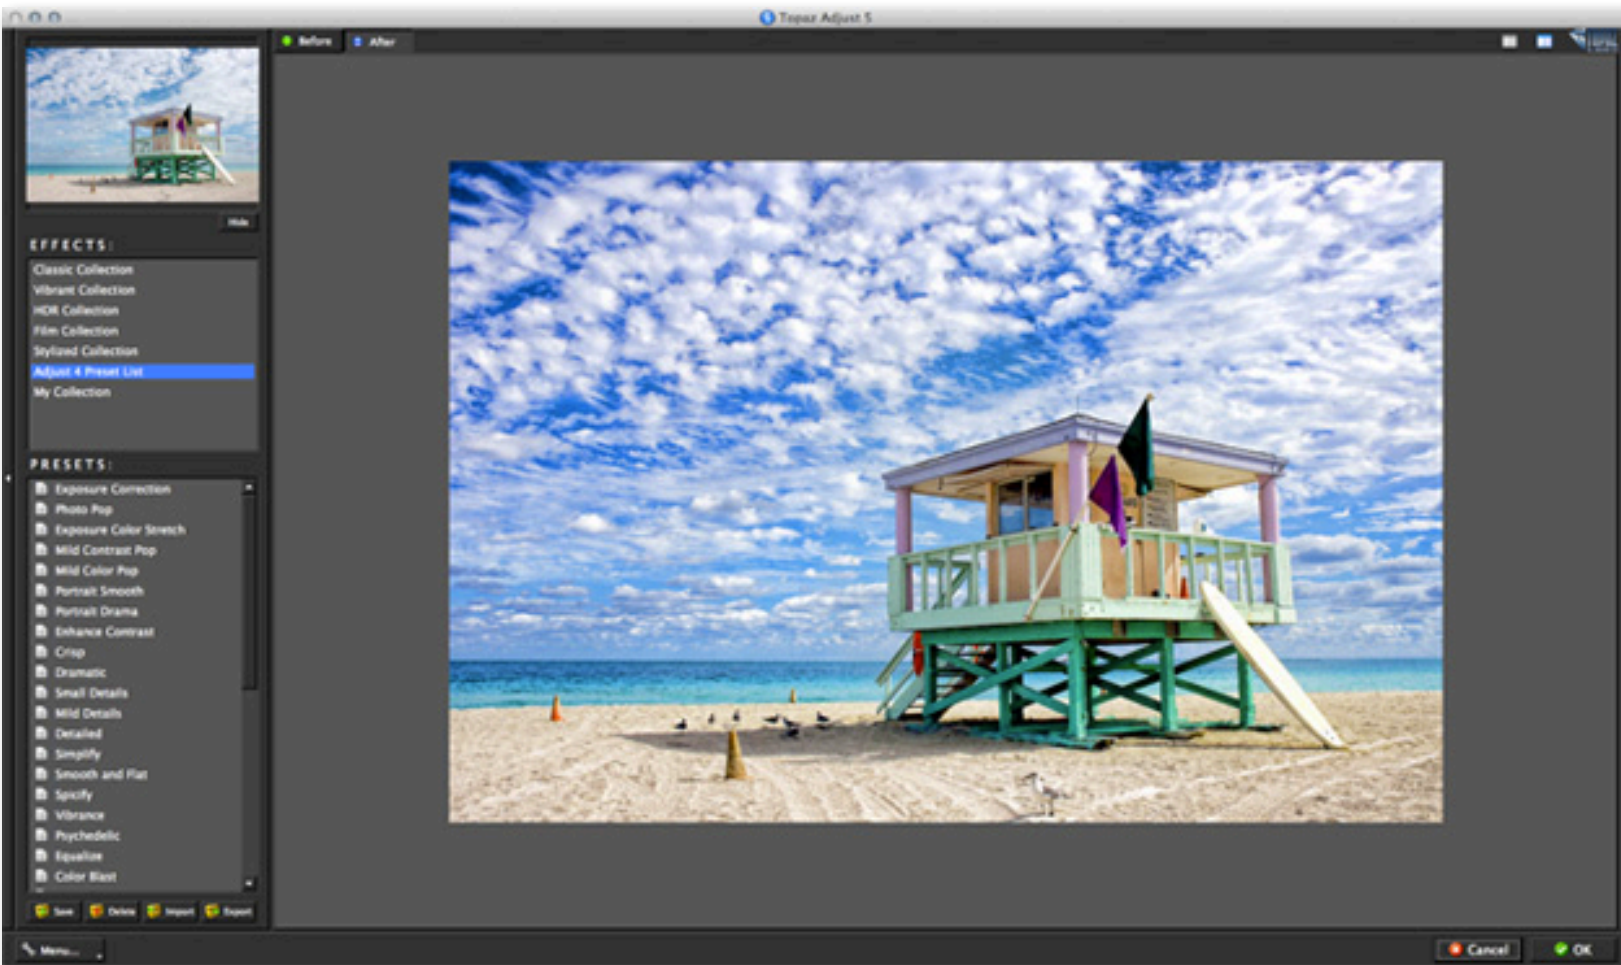 Topaz Adjust 5
Before
After
Hide
EFFECTS:
Classic Collection
Vibrant Collection
HDR Collection
Film Collection
Stylized Collection
Adjust 4 Preset List
My Collection
PRESETS:
Exposure Correction
Photo Pop
Exposure Color Stretch
Mild Contrast Pop
Mild Color Pop
Portrait Smooth
Portrait Drama
Enhance Contrast
Crisp
Dramatic
Small Details
Mild Details
Detailed
Simplify
Smooth and Flat
Spicify
Vibrance
Psychedelic
Equalize
Color Blast
Save Delete Import Export
Menu... Cancel OK